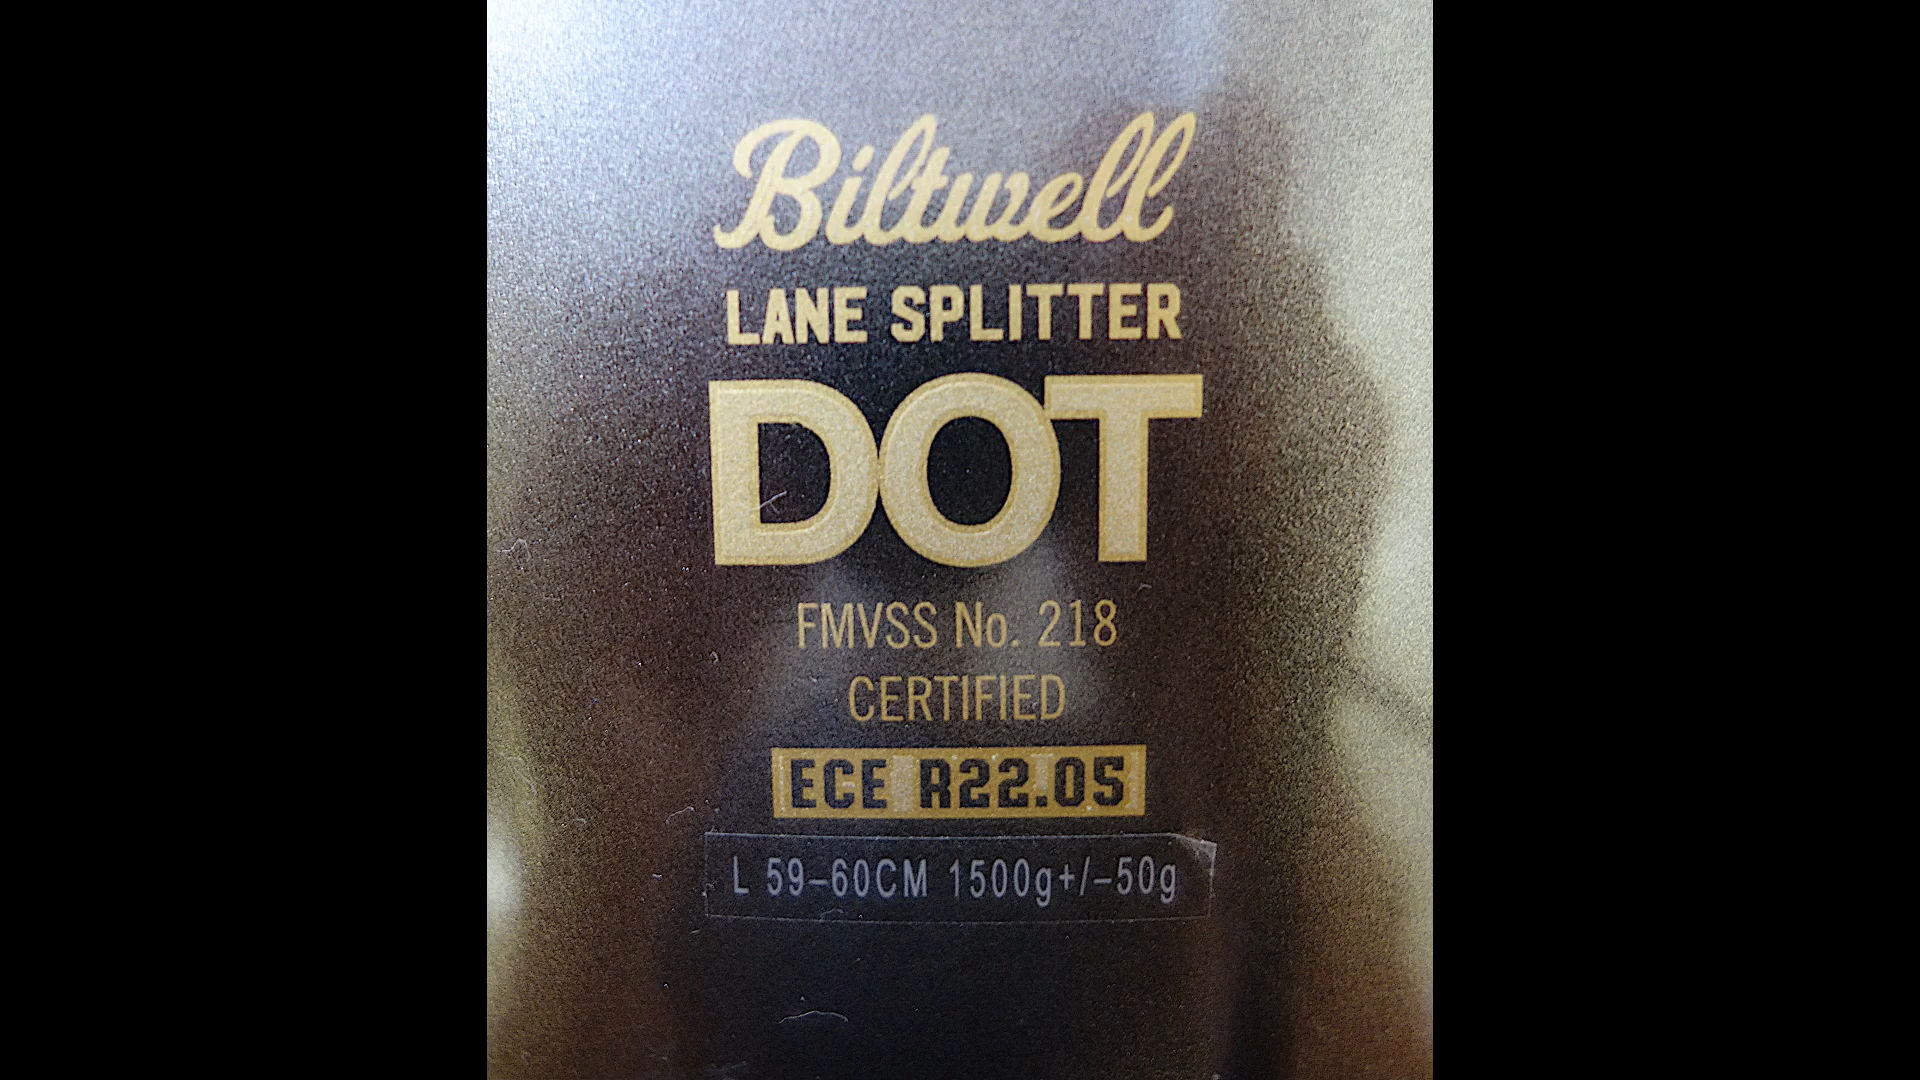 Biltwell
LANE SPLITTER
DOT
FMVSS No. 218
CERTIFIED
ECE R22.05
L 59-60CM 1500g+/-50g